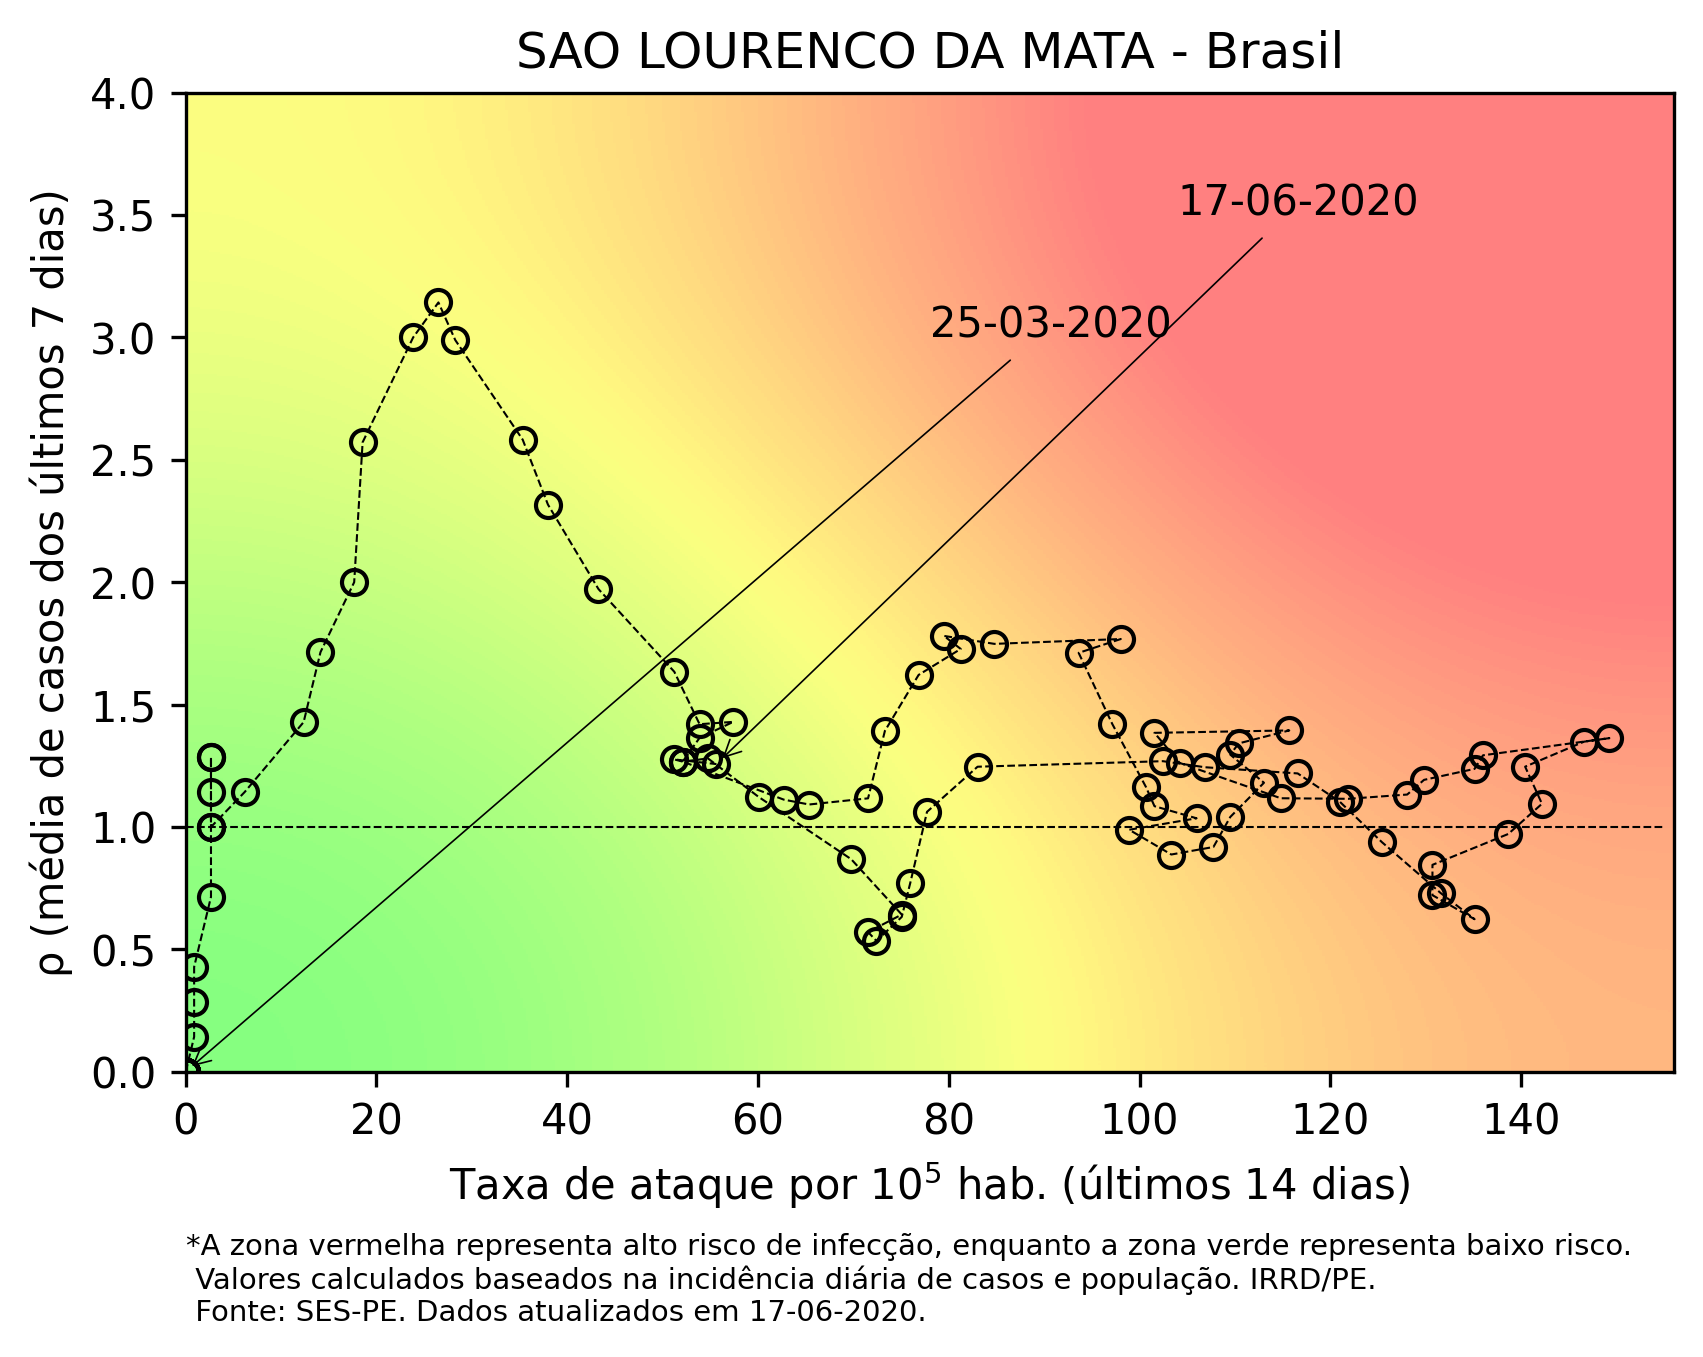 SAO LOURENCO DA MATA - Brasil
4.0
3.5
3.0
2.5
2.0
1.5
1.0
0.5
0.0
ρ (média de casos dos últimos 7 dias)
17-06-2020
25-03-2020
0 20 40 60 80 100 120 140
Taxa de ataque por 10⁵ hab. (últimos 14 dias)
*A zona vermelha representa alto risco de infecção, enquanto a zona verde representa baixo risco.
Valores calculados baseados na incidência diária de casos e população. IRRD/PE.
Fonte: SES-PE. Dados atualizados em 17-06-2020.